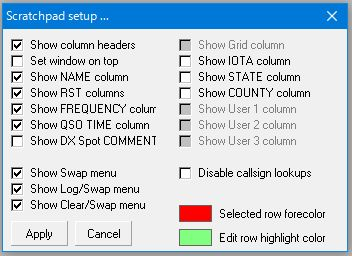 Scratchpad setup ...
Show column headers
Set window on top
Show NAME column
Show RST columns
Show FREQUENCY colum
Show QSO TIME column
Show DX Spot COMMENT
Show Swap menu
Show Log/Swap menu
Show Clear/Swap menu
Apply
Cancel
Show Grid column
Show IOTA column
Show STATE column
Show COUNTY column
Show User 1 column
Show User 2 column
Show User 3 column
Disable callsign lookups
Selected row forecolor
Edit row highlight color